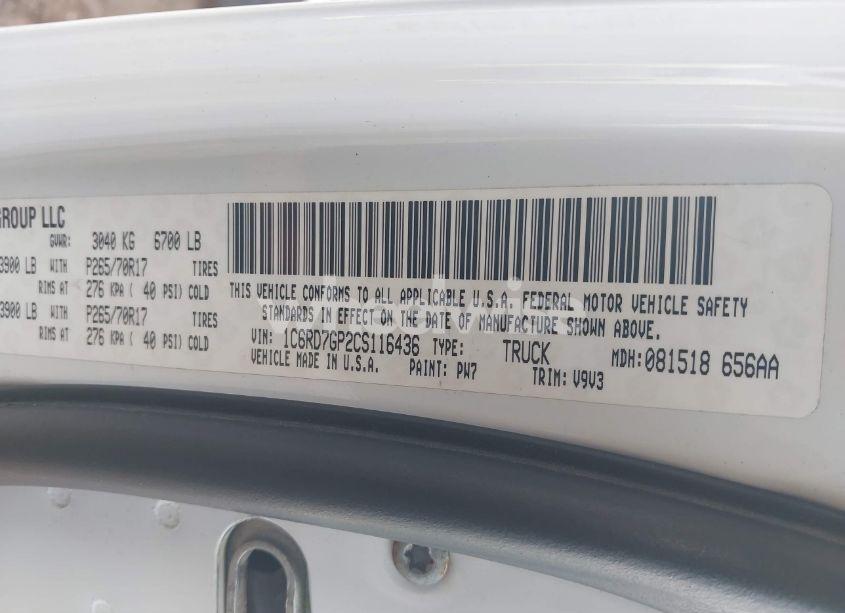 GROUP LLC
GVWR: 3040 KG 6700 LB
3900 LB WITH P265/70R17 TIRES
RIMS AT 276 KPA ( 40 PSI) COLD
3900 LB WITH P265/70R17 TIRES
RIMS AT 276 KPA ( 40 PSI) COLD
THIS VEHICLE CONFORMS TO ALL APPLICABLE U.S.A. FEDERAL MOTOR VEHICLE SAFETY
STANDARDS IN EFFECT ON THE DATE OF MANUFACTURE SHOWN ABOVE.
VIN: 1C6RD7GP2CS116436 TYPE: TRUCK MDH:081518 656AA
VEHICLE MADE IN U.S.A. PAINT: PW7 TRIM: V9V3